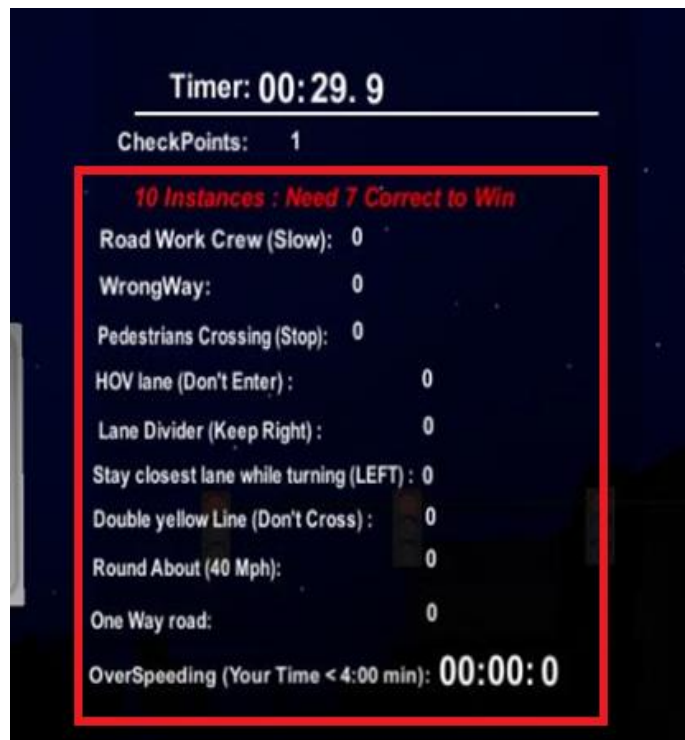 Timer: 00:29. 9
CheckPoints: 1
10 Instances : Need 7 Correct to Win
Road Work Crew (Slow): 0
WrongWay: 0
Pedestrians Crossing (Stop): 0
HOV lane (Don't Enter) : 0
Lane Divider (Keep Right) : 0
Stay closest lane while turning (LEFT) : 0
Double yellow Line (Don't Cross) : 0
Round About (40 Mph): 0
One Way road: 0
OverSpeeding (Your Time < 4:00 min): 00:00: 0